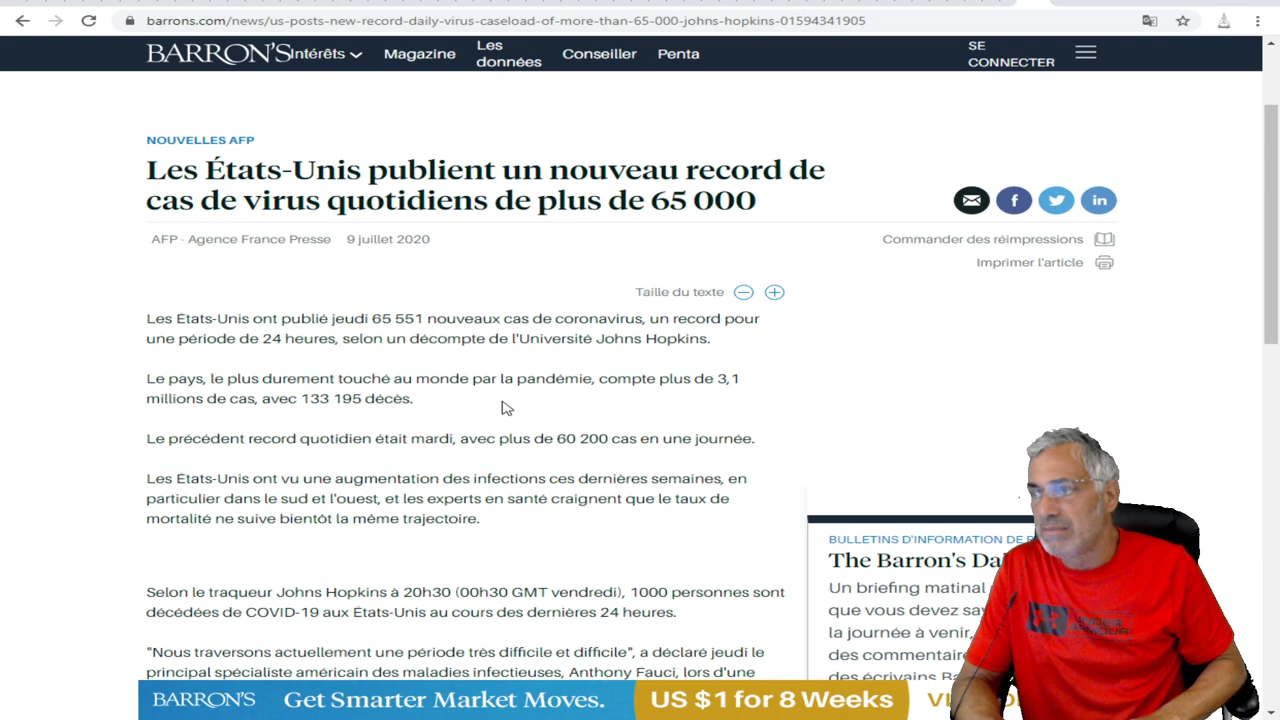 barrons.com/news/us-posts-new-record-daily-virus-caseload-of-more-than-65-000-johns-hopkins-01594341905
BARRON'S Intérêts Magazine Les données Conseiller Penta SE CONNECTER
NOUVELLES AFP
Les États-Unis publient un nouveau record de
cas de virus quotidiens de plus de 65 000
AFP - Agence France Presse 9 juillet 2020
Commander des réimpressions
Imprimer l'article
Taille du texte
Les États-Unis ont publié jeudi 65 551 nouveaux cas de coronavirus, un record pour
une période de 24 heures, selon un décompte de l'Université Johns Hopkins.
Le pays, le plus durement touché au monde par la pandémie, compte plus de 3,1
millions de cas, avec 133 195 décès.
Le précédent record quotidien était mardi, avec plus de 60 200 cas en une journée.
Les États-Unis ont vu une augmentation des infections ces dernières semaines, en
particulier dans le sud et l'ouest, et les experts en santé craignent que le taux de
mortalité ne suive bientôt la même trajectoire.
Selon le traqueur Johns Hopkins à 20h30 (00h30 GMT vendredi), 1000 personnes sont
décédées de COVID-19 aux États-Unis au cours des dernières 24 heures.
"Nous traversons actuellement une période très difficile et difficile", a déclaré jeudi le
principal spécialiste américain des maladies infectieuses, Anthony Fauci, lors d'une
BULLETINS D'INFORMATION DE
The Barron's
Un briefing matinal
que vous devez
la journée à venir,
des commentaires
des écrivains
BARRON'S Get Smarter Market Moves. US $1 for 8 Weeks
UNDER ARMOUR